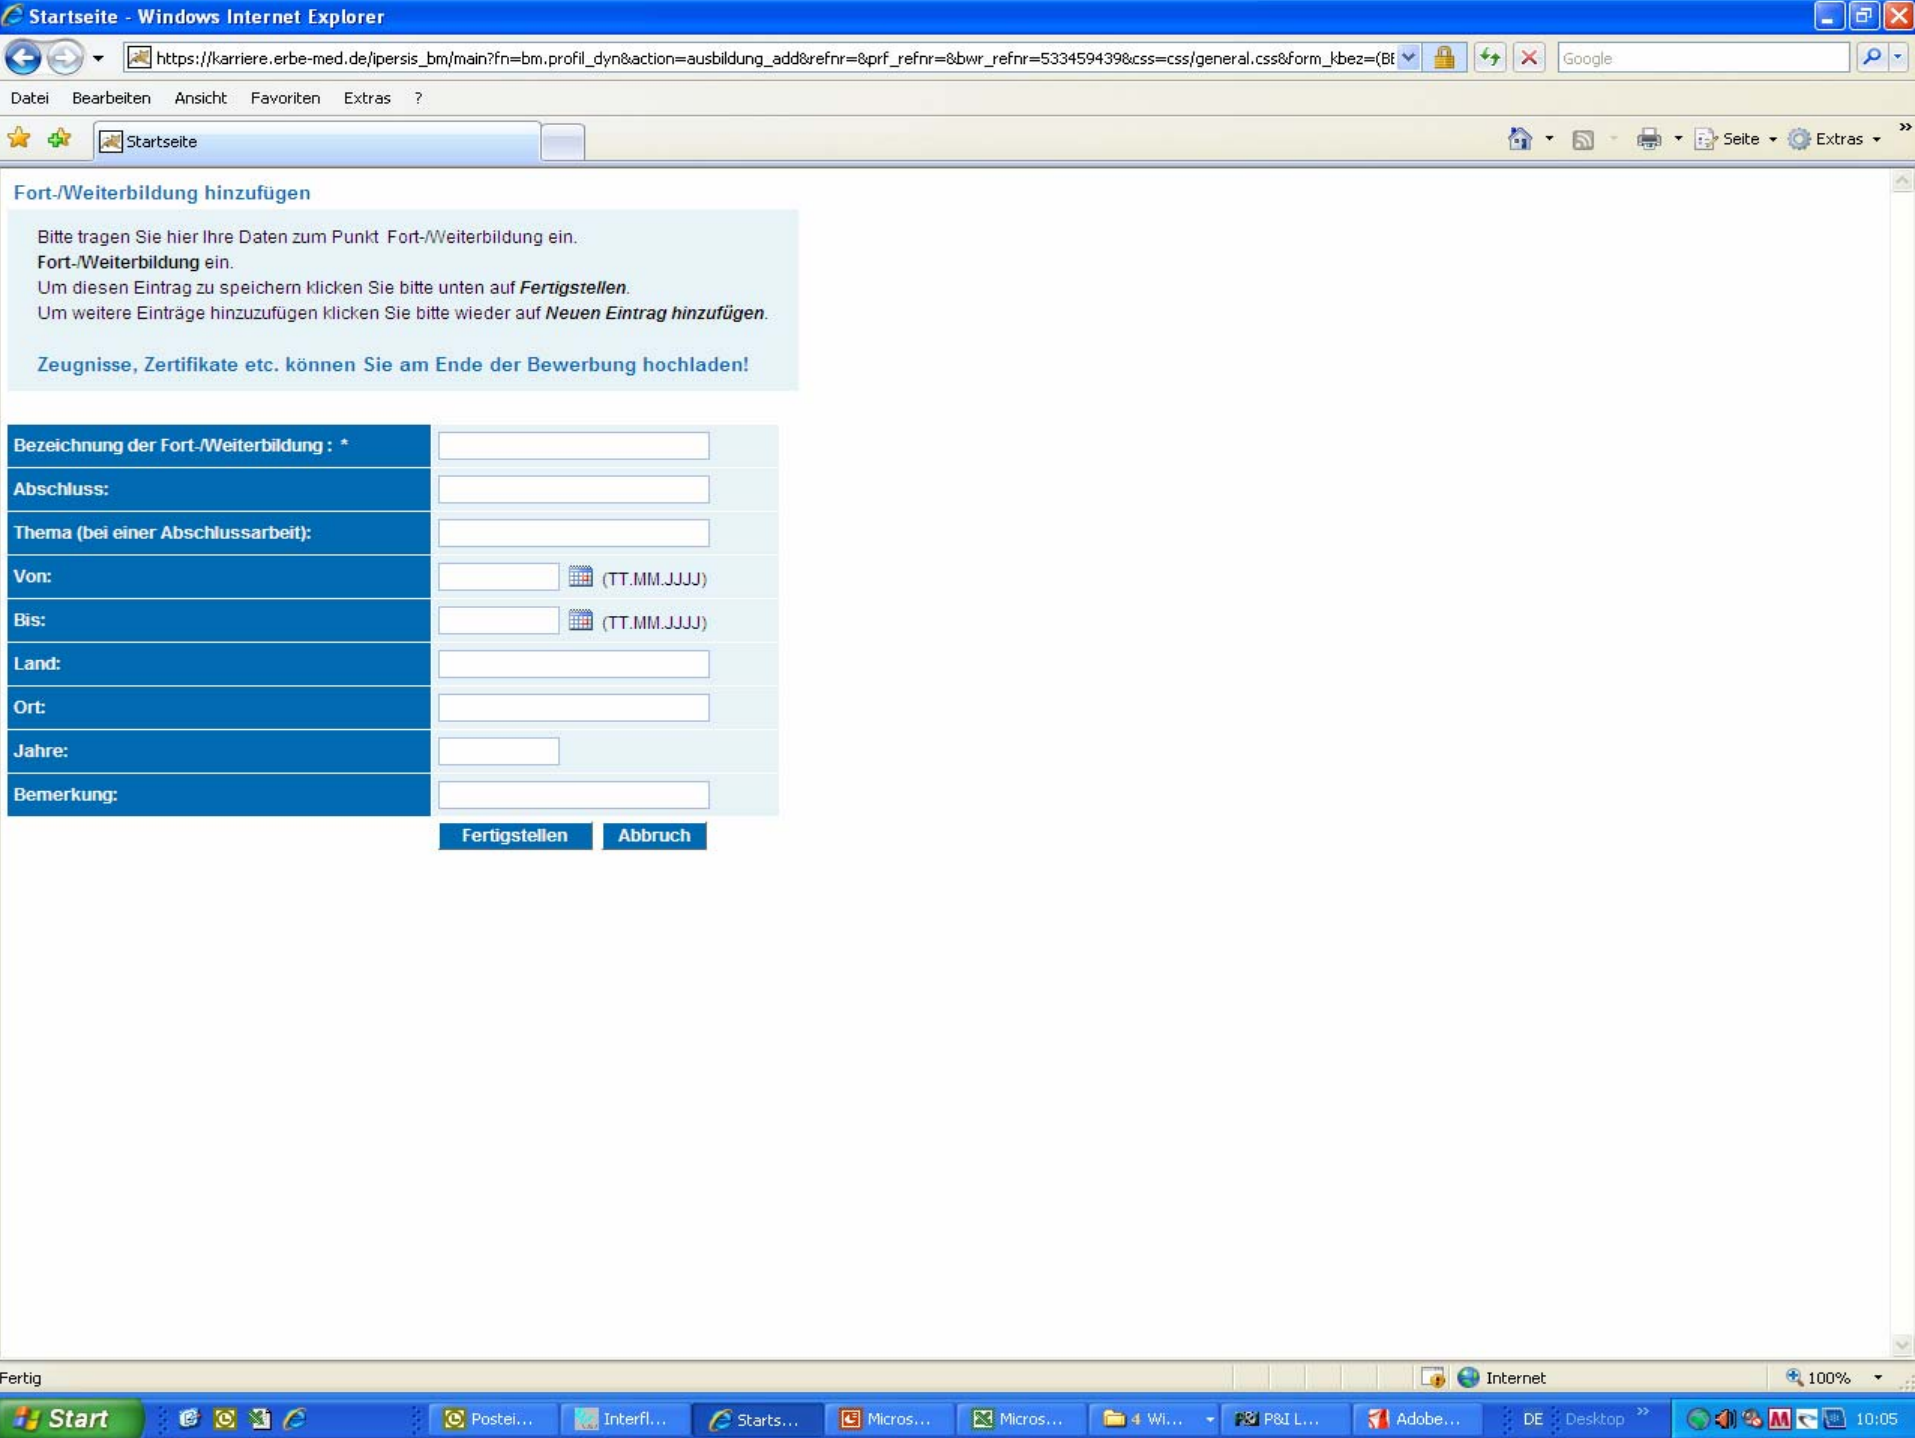 Startseite - Windows Internet Explorer
https://karriere.erbe-med.de/ipersis_bm/main?fn=bm.profil_dyn&action=ausbildung_add&refnr=&prf_refnr=&bwr_refnr=533459439&css=css/general.css&form_kbez=(BE
Google
Datei Bearbeiten Ansicht Favoriten Extras ?
Startseite
Seite Extras »
Fort-/Weiterbildung hinzufügen
Bitte tragen Sie hier Ihre Daten zum Punkt Fort-/Weiterbildung ein.
Fort-/Weiterbildung ein.
Um diesen Eintrag zu speichern klicken Sie bitte unten auf Fertigstellen.
Um weitere Einträge hinzuzufügen klicken Sie bitte wieder auf Neuen Eintrag hinzufügen.
Zeugnisse, Zertifikate etc. können Sie am Ende der Bewerbung hochladen!
Bezeichnung der Fort-/Weiterbildung : *
Abschluss:
Thema (bei einer Abschlussarbeit):
Von: (TT.MM.JJJJ)
Bis: (TT.MM.JJJJ)
Land:
Ort:
Jahre:
Bemerkung:
Fertigstellen Abbruch
Fertig Internet 100%
Start Postei... Interfl... Starts... Micros... Micros... 4 Wi... P&I L... Adobe... DE Desktop » 10:05